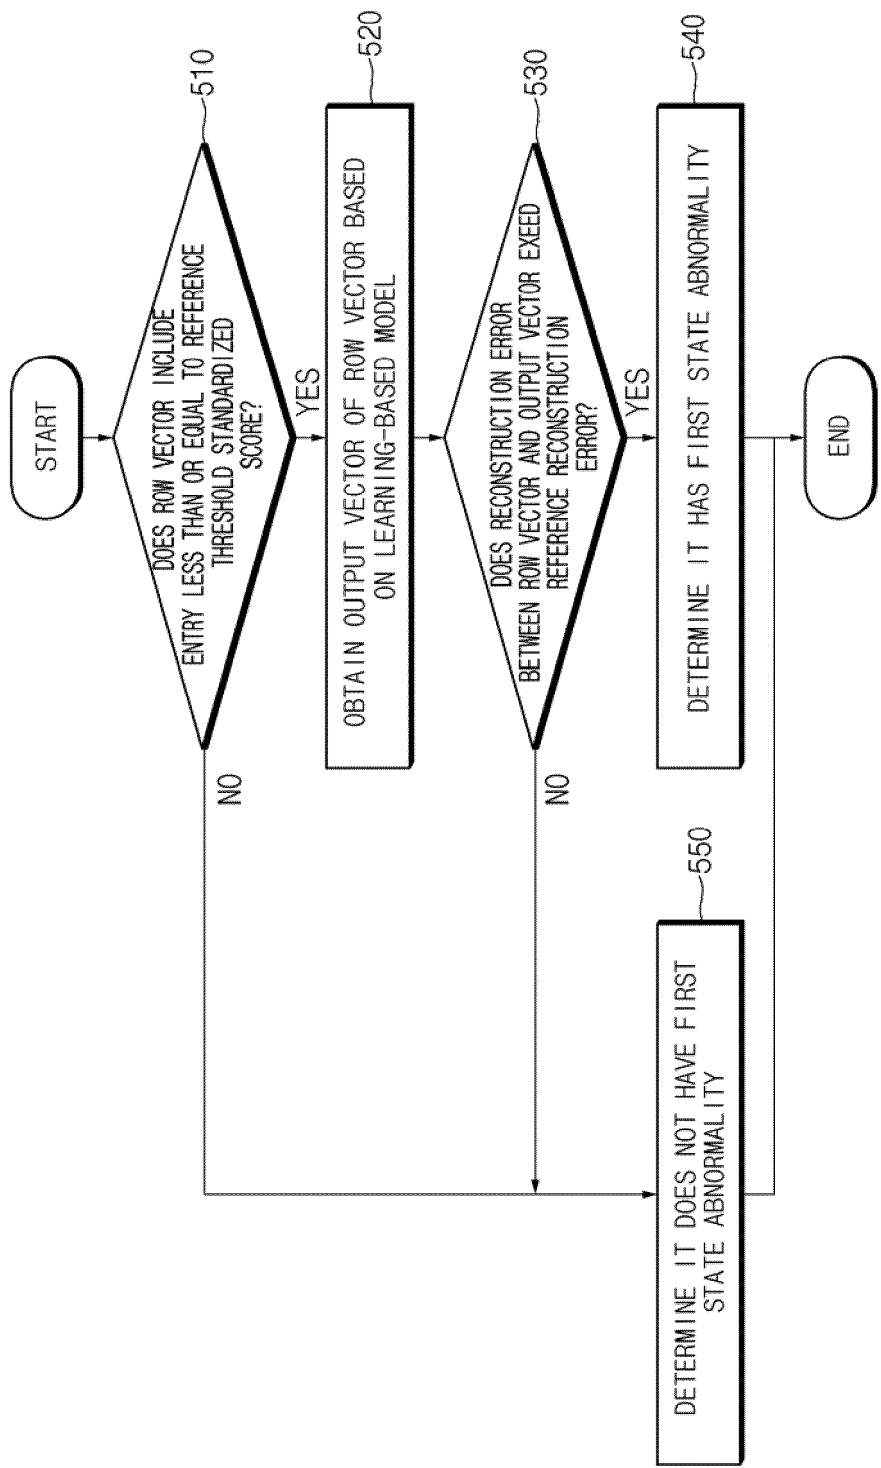 START
510
DOES ROW VECTOR INCLUDE
ENTRY LESS THAN OR EQUAL TO REFERENCE
THRESHOLD STANDARDIZED
SCORE?
YES
NO
520
OBTAIN OUTPUT VECTOR OF ROW VECTOR BASED
ON LEARNING-BASED MODEL
530
DOES RECONSTRUCTION ERROR
BETWEEN ROW VECTOR AND OUTPUT VECTOR EXEED
REFERENCE RECONSTRUCTION
ERROR?
YES
NO
540
DETERMINE IT HAS FIRST STATE ABNORMALITY
550
DETERMINE IT DOES NOT HAVE FIRST
STATE ABNORMALITY
END